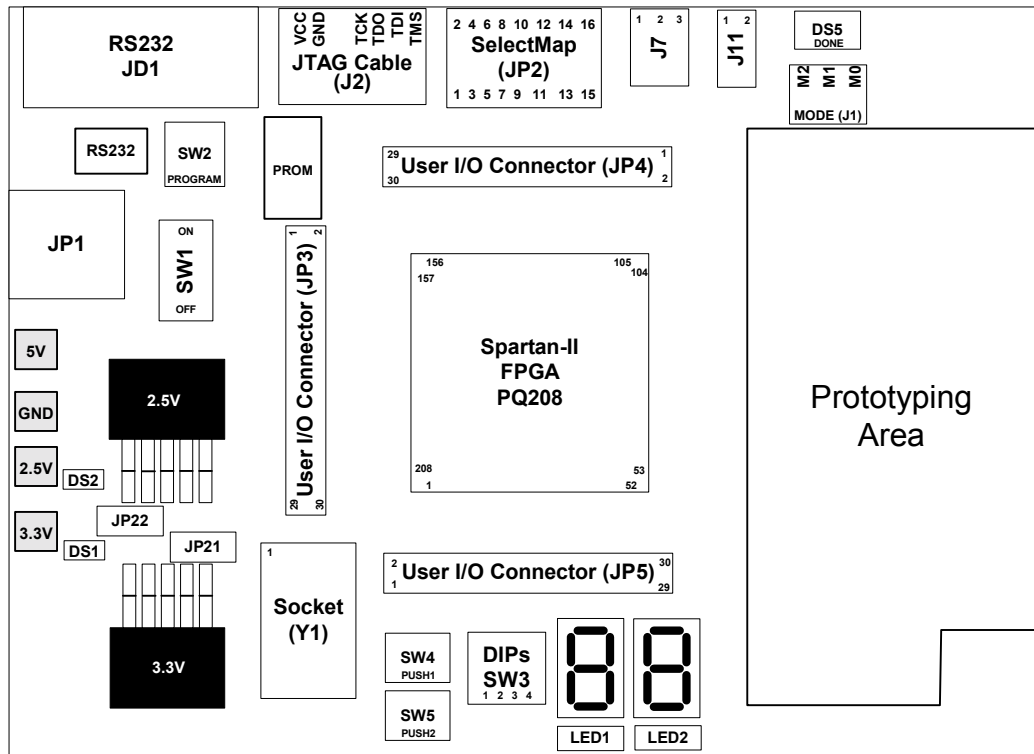 RS232
JD1
VCC
GND
TCK
TDO
TDI
TMS
JTAG Cable
(J2)
2 4 6 8 10 12 14 16
SelectMap
(JP2)
1 3 5 7 9 11 13 15
1 2 3
J7
1 2
J11
DS5
DONE
M2
M1
M0
MODE (J1)
RS232
SW2
PROGRAM
PROM
29
30
User I/O Connector (JP4)
1
2
JP1
ON
SW1
OFF
1
2
User I/O Connector (JP3)
29
30
156
157
105
104
Spartan-II
FPGA
PQ208
208
1
53
52
Prototyping
Area
5V
GND
2.5V
3.3V
2.5V
DS2
JP22
DS1
JP21
3.3V
1
Socket
(Y1)
2
1
User I/O Connector (JP5)
30
29
SW4
PUSH1
SW5
PUSH2
DIPs
SW3
1 2 3 4
8
8
LED1
LED2